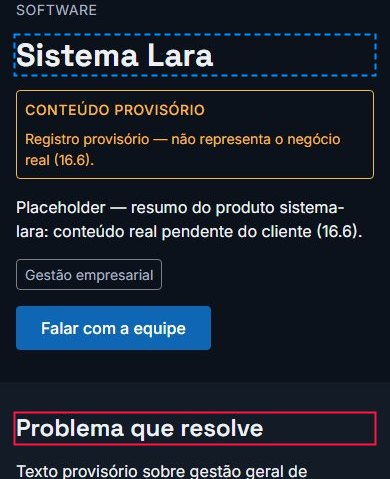 SOFTWARE
Sistema Lara
CONTEÚDO PROVISÓRIO
Registro provisório — não representa o negócio
real (16.6).
Placeholder — resumo do produto sistema-
lara: conteúdo real pendente do cliente (16.6).
Gestão empresarial
Falar com a equipe
Problema que resolve
Texto provisório sobre gestão geral de